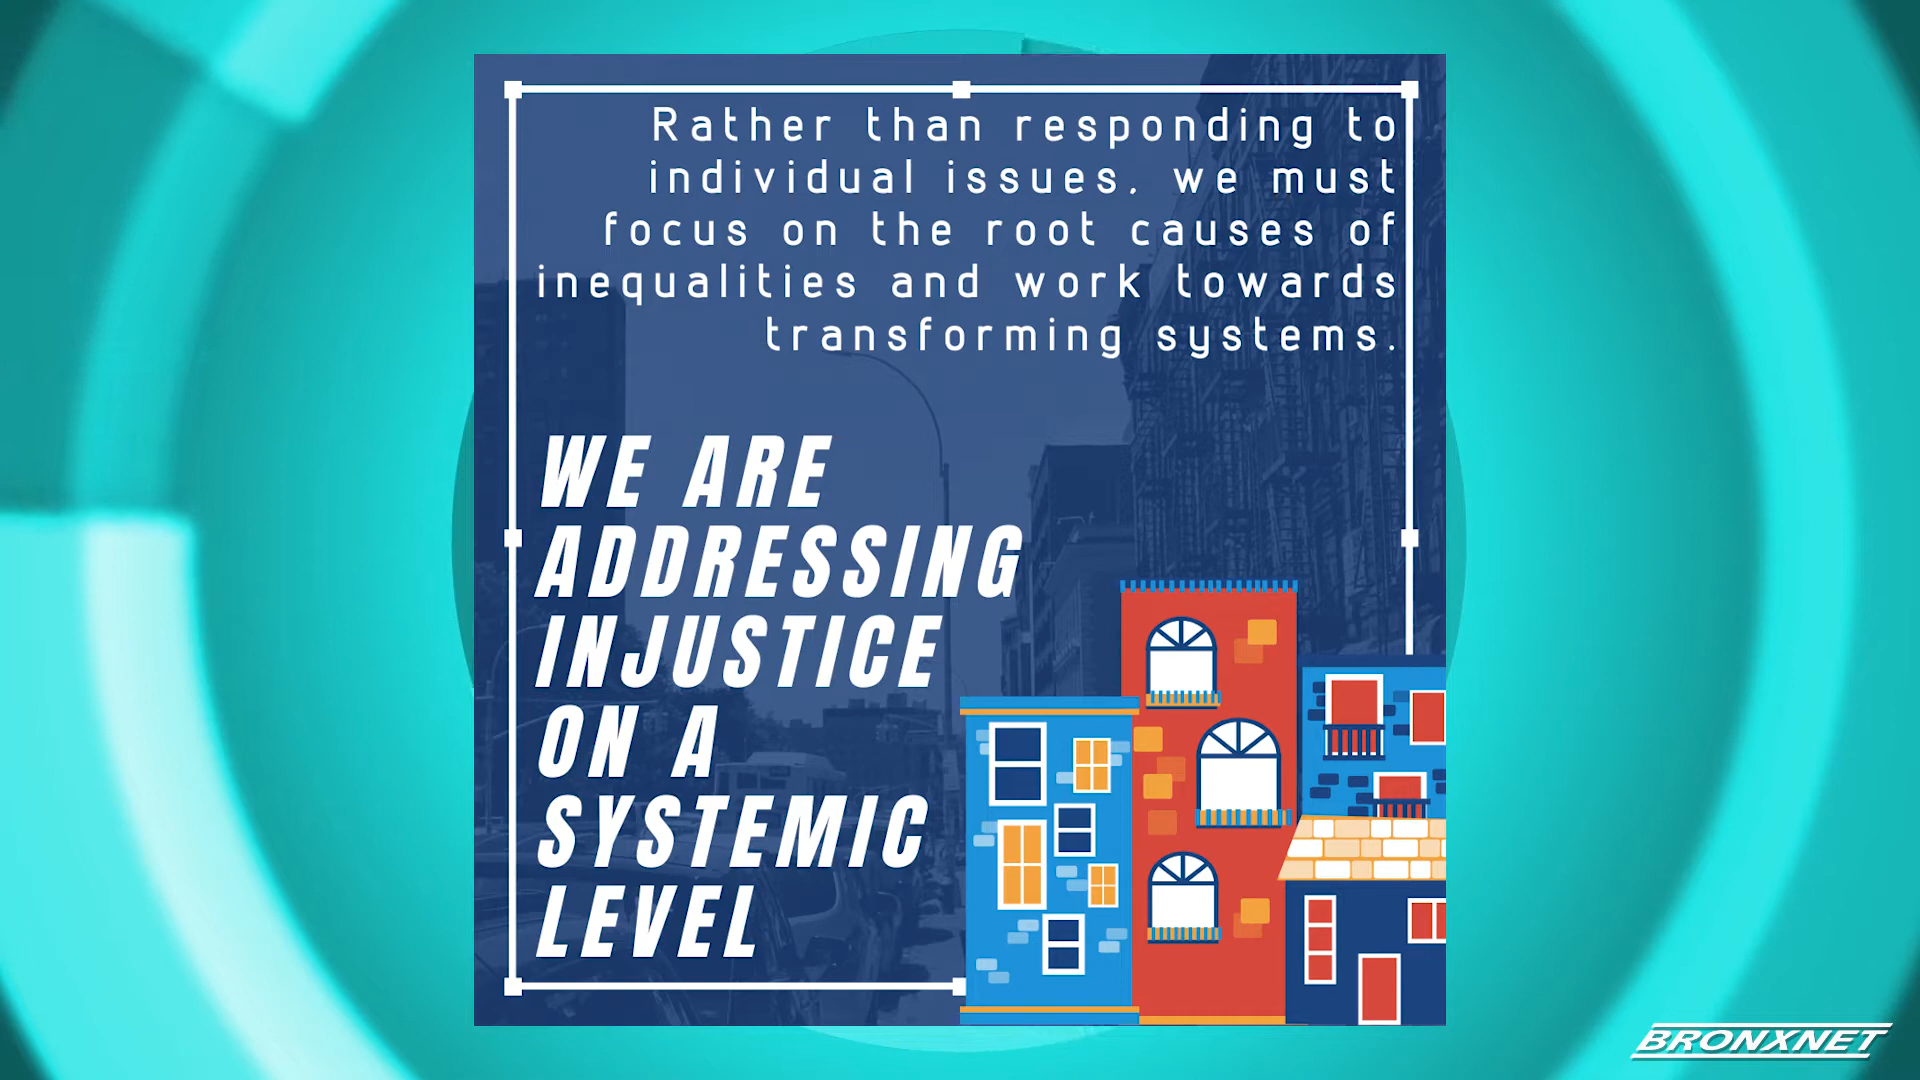 Rather than responding to
individual issues, we must
focus on the root causes of
inequalities and work towards
transforming systems.
WE ARE
ADDRESSING
INJUSTICE
ON A
SYSTEMIC
LEVEL
BRONXNET